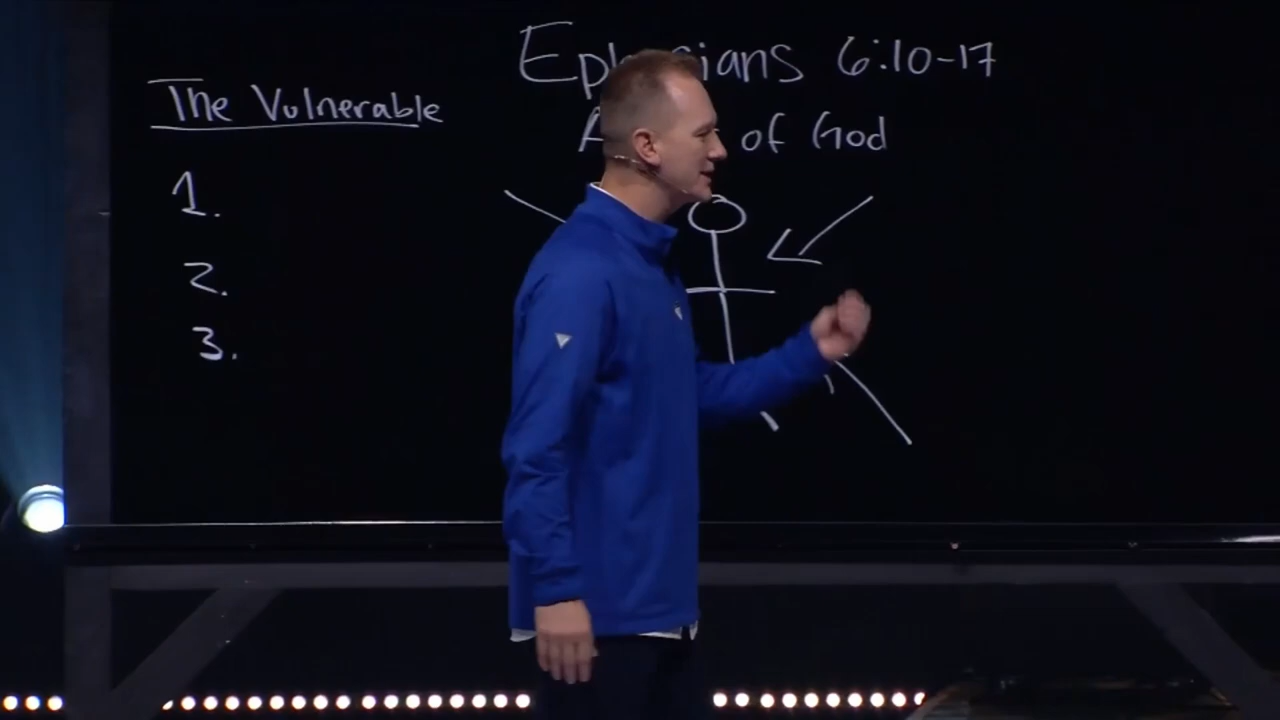 The Vulnerable
1.
2.
3.
6:10-17
of God